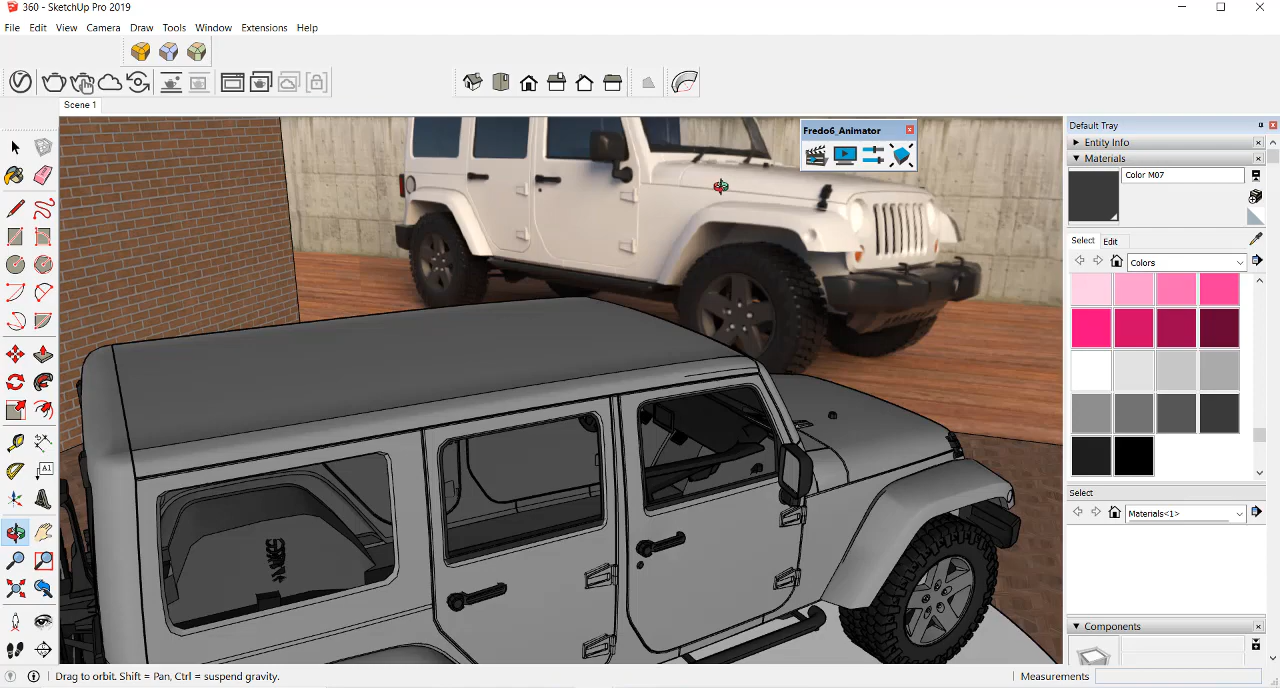 360 - SketchUp Pro 2019
File Edit View Camera Draw Tools Window Extensions Help
Scene 1
Fredo6_Animator
Default Tray
Entity Info
Materials
Color M07
Select Edit
Colors
Select
Materials<1>
Components
A1
Drag to orbit. Shift = Pan, Ctrl = suspend gravity.
Measurements